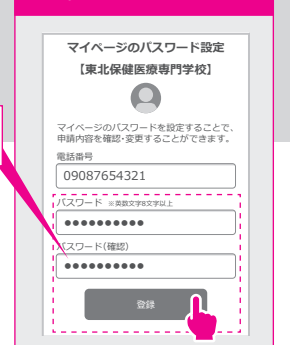 マイページのパスワード設定
【東北保健医療専門学校】
マイページのパスワードを設定することで、
申請内容を確認・変更することができます。
電話番号
09087654321
パスワード ※英数文字8文字以上
●●●●●●●●●●
パスワード(確認)
●●●●●●●●●●
登録